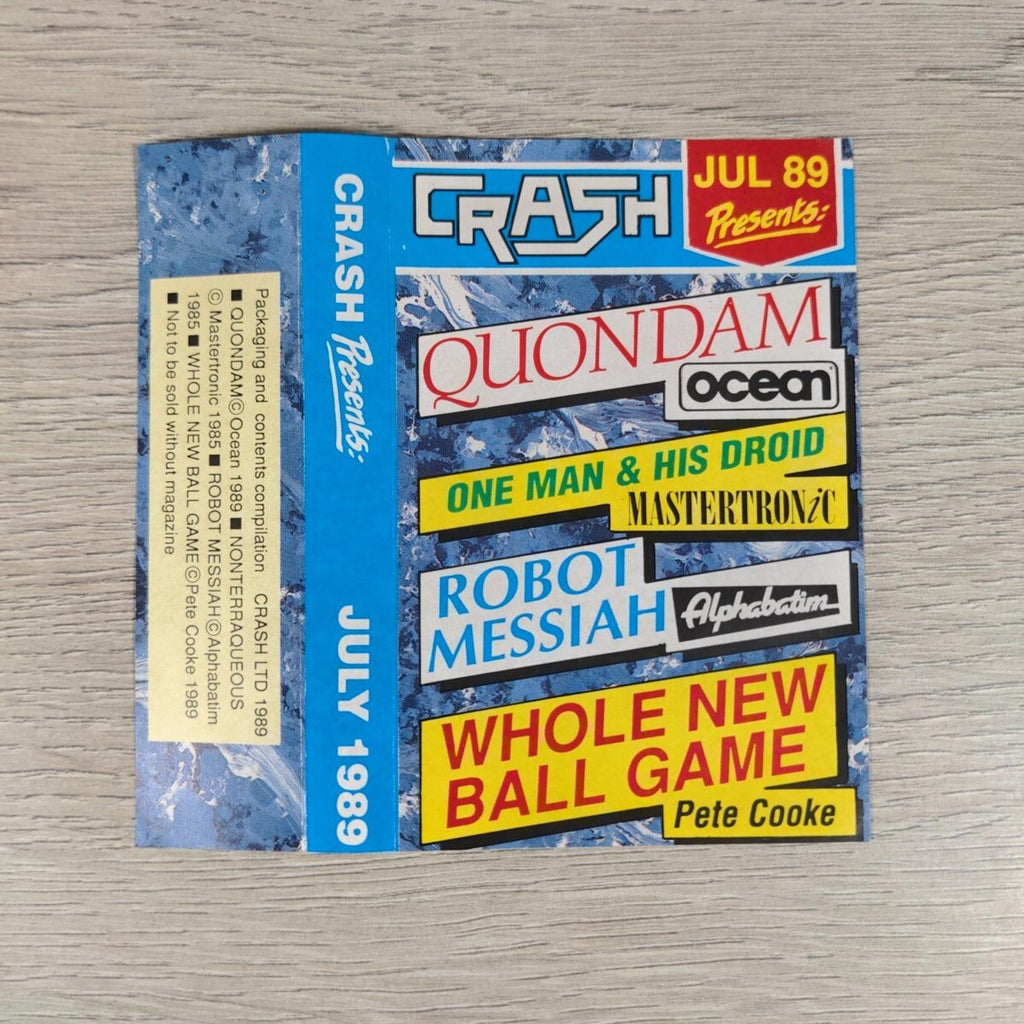 Packaging and contents compilation CRASH LTD 1989
■ QUONDAM© Ocean 1989 ■ NONTERRAQUEOUS
© Mastertronic 1985 ■ ROBOT MESSIAH©Alphabatim
1985 ■ WHOLE NEW BALL GAME©Pete Cooke 1989
■ Not to be sold without magazine
CRASH Presents: JULY 1989
CRASH
JUL 89
Presents:
QUONDAM
ocean
ONE MAN & HIS DROID
MASTERTRONiC
ROBOT
MESSIAH
Alphabatim
WHOLE NEW
BALL GAME
Pete Cooke